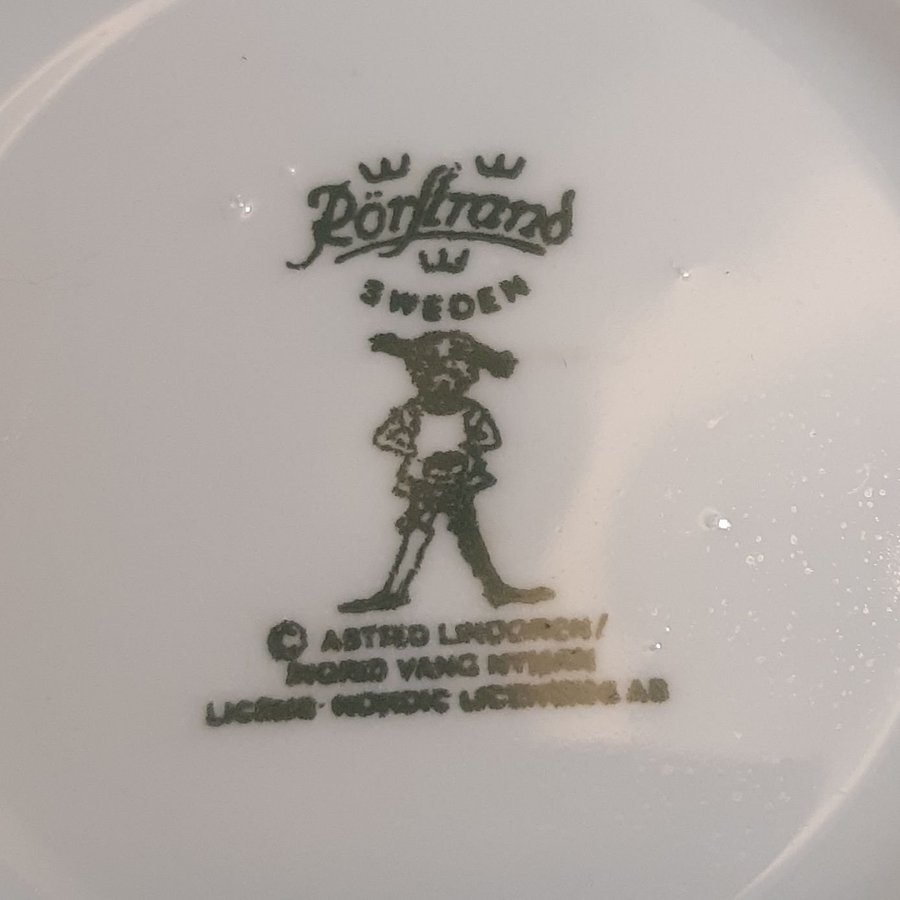 Rörstrand
SWEDEN
© ASTRID LINDGREN/
INGRID VANG NYMAN
LICENS: NORDIC LICENSING AB